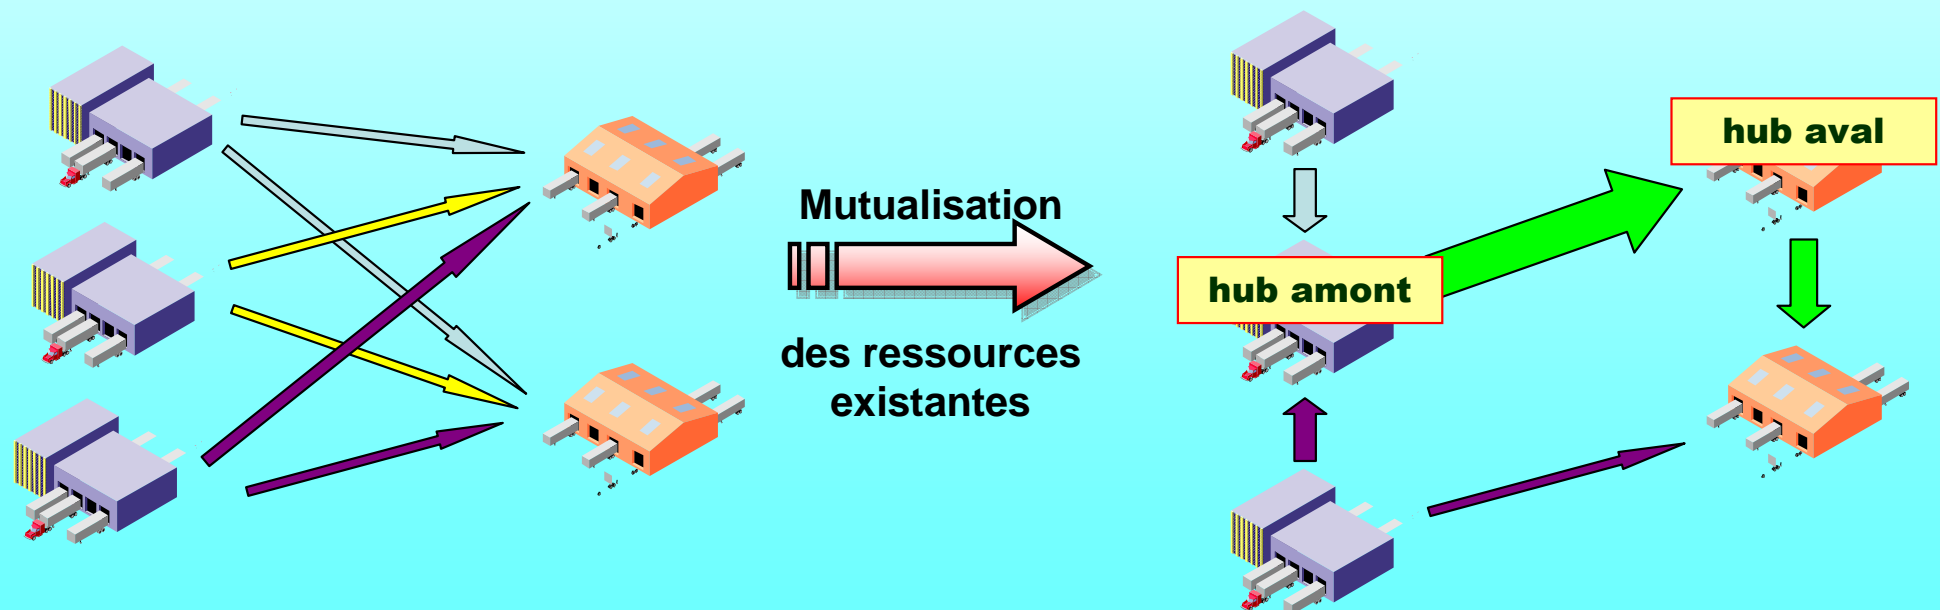 Mutualisation
des ressources
existantes
hub amont
hub aval